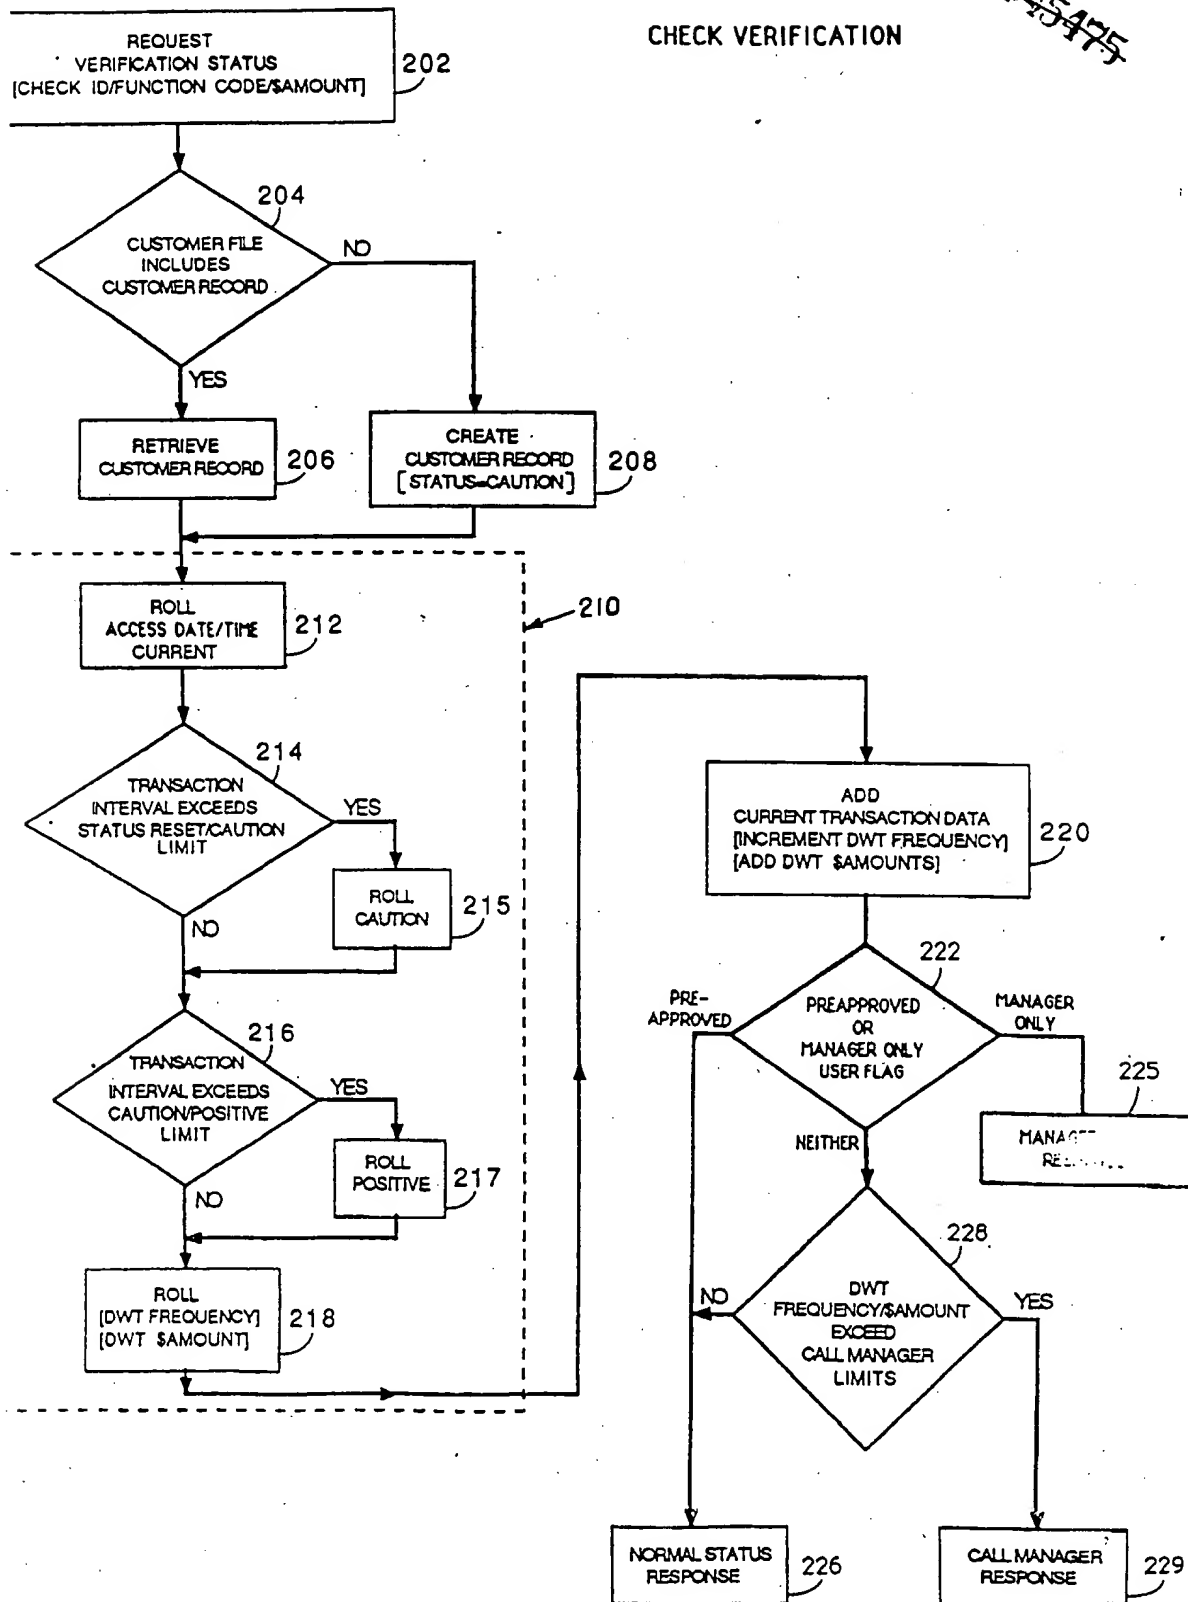 CHECK VERIFICATION
REQUEST
VERIFICATION STATUS
[CHECK ID/FUNCTION CODE/$AMOUNT]
202
204
CUSTOMER FILE
INCLUDES
CUSTOMER RECORD
NO
YES
RETRIEVE
CUSTOMER RECORD
206
CREATE
CUSTOMER RECORD
[STATUS=CAUTION]
208
210
ROLL
ACCESS DATE/TIME
CURRENT
212
214
TRANSACTION
INTERVAL EXCEEDS
STATUS RESET/CAUTION
LIMIT
YES
NO
ROLL
CAUTION
215
216
TRANSACTION
INTERVAL EXCEEDS
CAUTION/POSITIVE
LIMIT
YES
NO
ROLL
POSITIVE
217
ROLL
[DWT FREQUENCY]
[DWT $AMOUNT]
218
ADD
CURRENT TRANSACTION DATA
[INCREMENT DWT FREQUENCY]
[ADD DWT $AMOUNTS]
220
222
PREAPPROVED
OR
MANAGER ONLY
USER FLAG
PRE-
APPROVED
MANAGER
ONLY
NEITHER
225
228
DWT
FREQUENCY/$AMOUNT
EXCEED
CALL MANAGER
LIMITS
NO
YES
NORMAL STATUS
RESPONSE
226
CALL MANAGER
RESPONSE
229